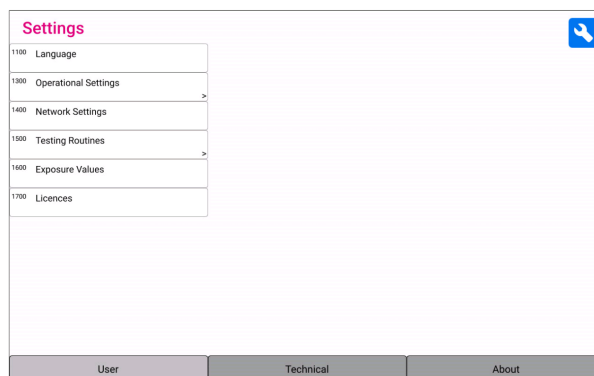 Settings
1100 Language
1300 Operational Settings
>
1400 Network Settings
1500 Testing Routines
>
1600 Exposure Values
1700 Licences
User Technical About